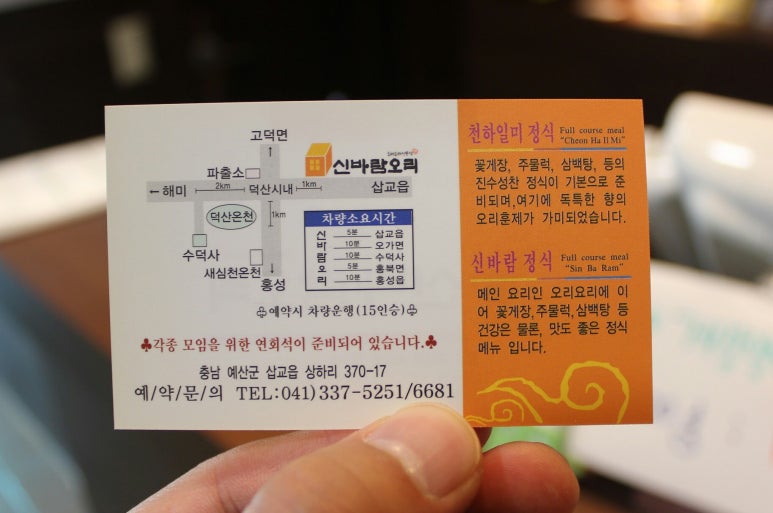 고덕면
신바람오리
파출소
← 해미
2km
덕산시내
1km
삽교읍
덕산온천
1km
수덕사
새심천온천
홍성
차량소요시간
신 5분 삽교읍
바 10분 오가면
람 10분 수덕사
오 5분 홍북면
리 10분 홍성읍
♧예약시 차량운행(15인승)♧
♣각종 모임을 위한 연회석이 준비되어 있습니다.♣
충남 예산군 삽교읍 상하리 370-17
예/약/문/의 TEL:041)337-5251/6681
천하일미 정식 Full course meal
"Cheon Ha Il Mi"
꽃게장, 주물럭, 삼백탕, 등의
진수성찬 정식이 기본으로 준
비되며,여기에 독특한 향의
오리훈제가 가미되었습니다.
신바람 정식 Full course meal
"Sin Ba Ram"
메인 요리인 오리요리에 이
어 꽃게장,주물럭,삼백탕 등
건강은 물론, 맛도 좋은 정식
메뉴 입니다.